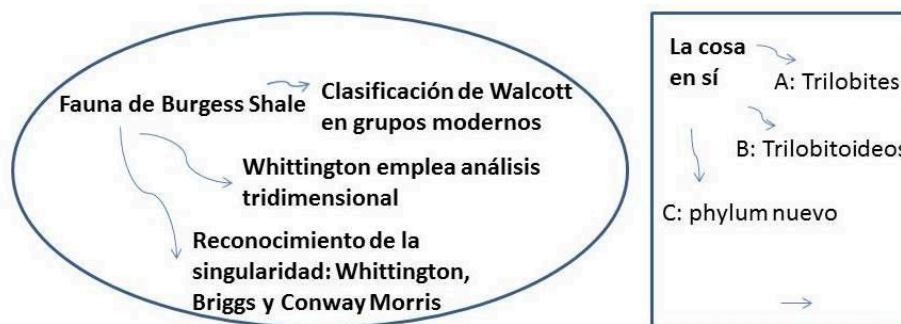 Fauna de Burgess Shale
Clasificación de Walcott
en grupos modernos
Whittington emplea análisis
tridimensional
Reconocimiento de la
singularidad: Whittington,
Briggs y Conway Morris
La cosa
en sí
A: Trilobites
B: Trilobitoideos
C: phylum nuevo